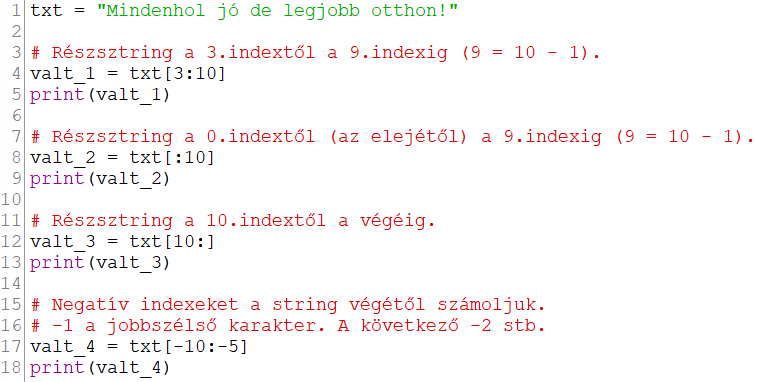 1 txt = "Mindenhol jó de legjobb otthon!"
2
3 # Részsztring a 3.indextől a 9.indexig (9 = 10 - 1).
4 valt_1 = txt[3:10]
5 print(valt_1)
6
7 # Részsztring a 0.indextől (az elejétől) a 9.indexig (9 = 10 - 1).
8 valt_2 = txt[:10]
9 print(valt_2)
10
11 # Részsztring a 10.indextől a végéig.
12 valt_3 = txt[10:]
13 print(valt_3)
14
15 # Negatív indexeket a string végétől számoljuk.
16 # -1 a jobbszélső karakter. A következő -2 stb.
17 valt_4 = txt[-10:-5]
18 print(valt_4)